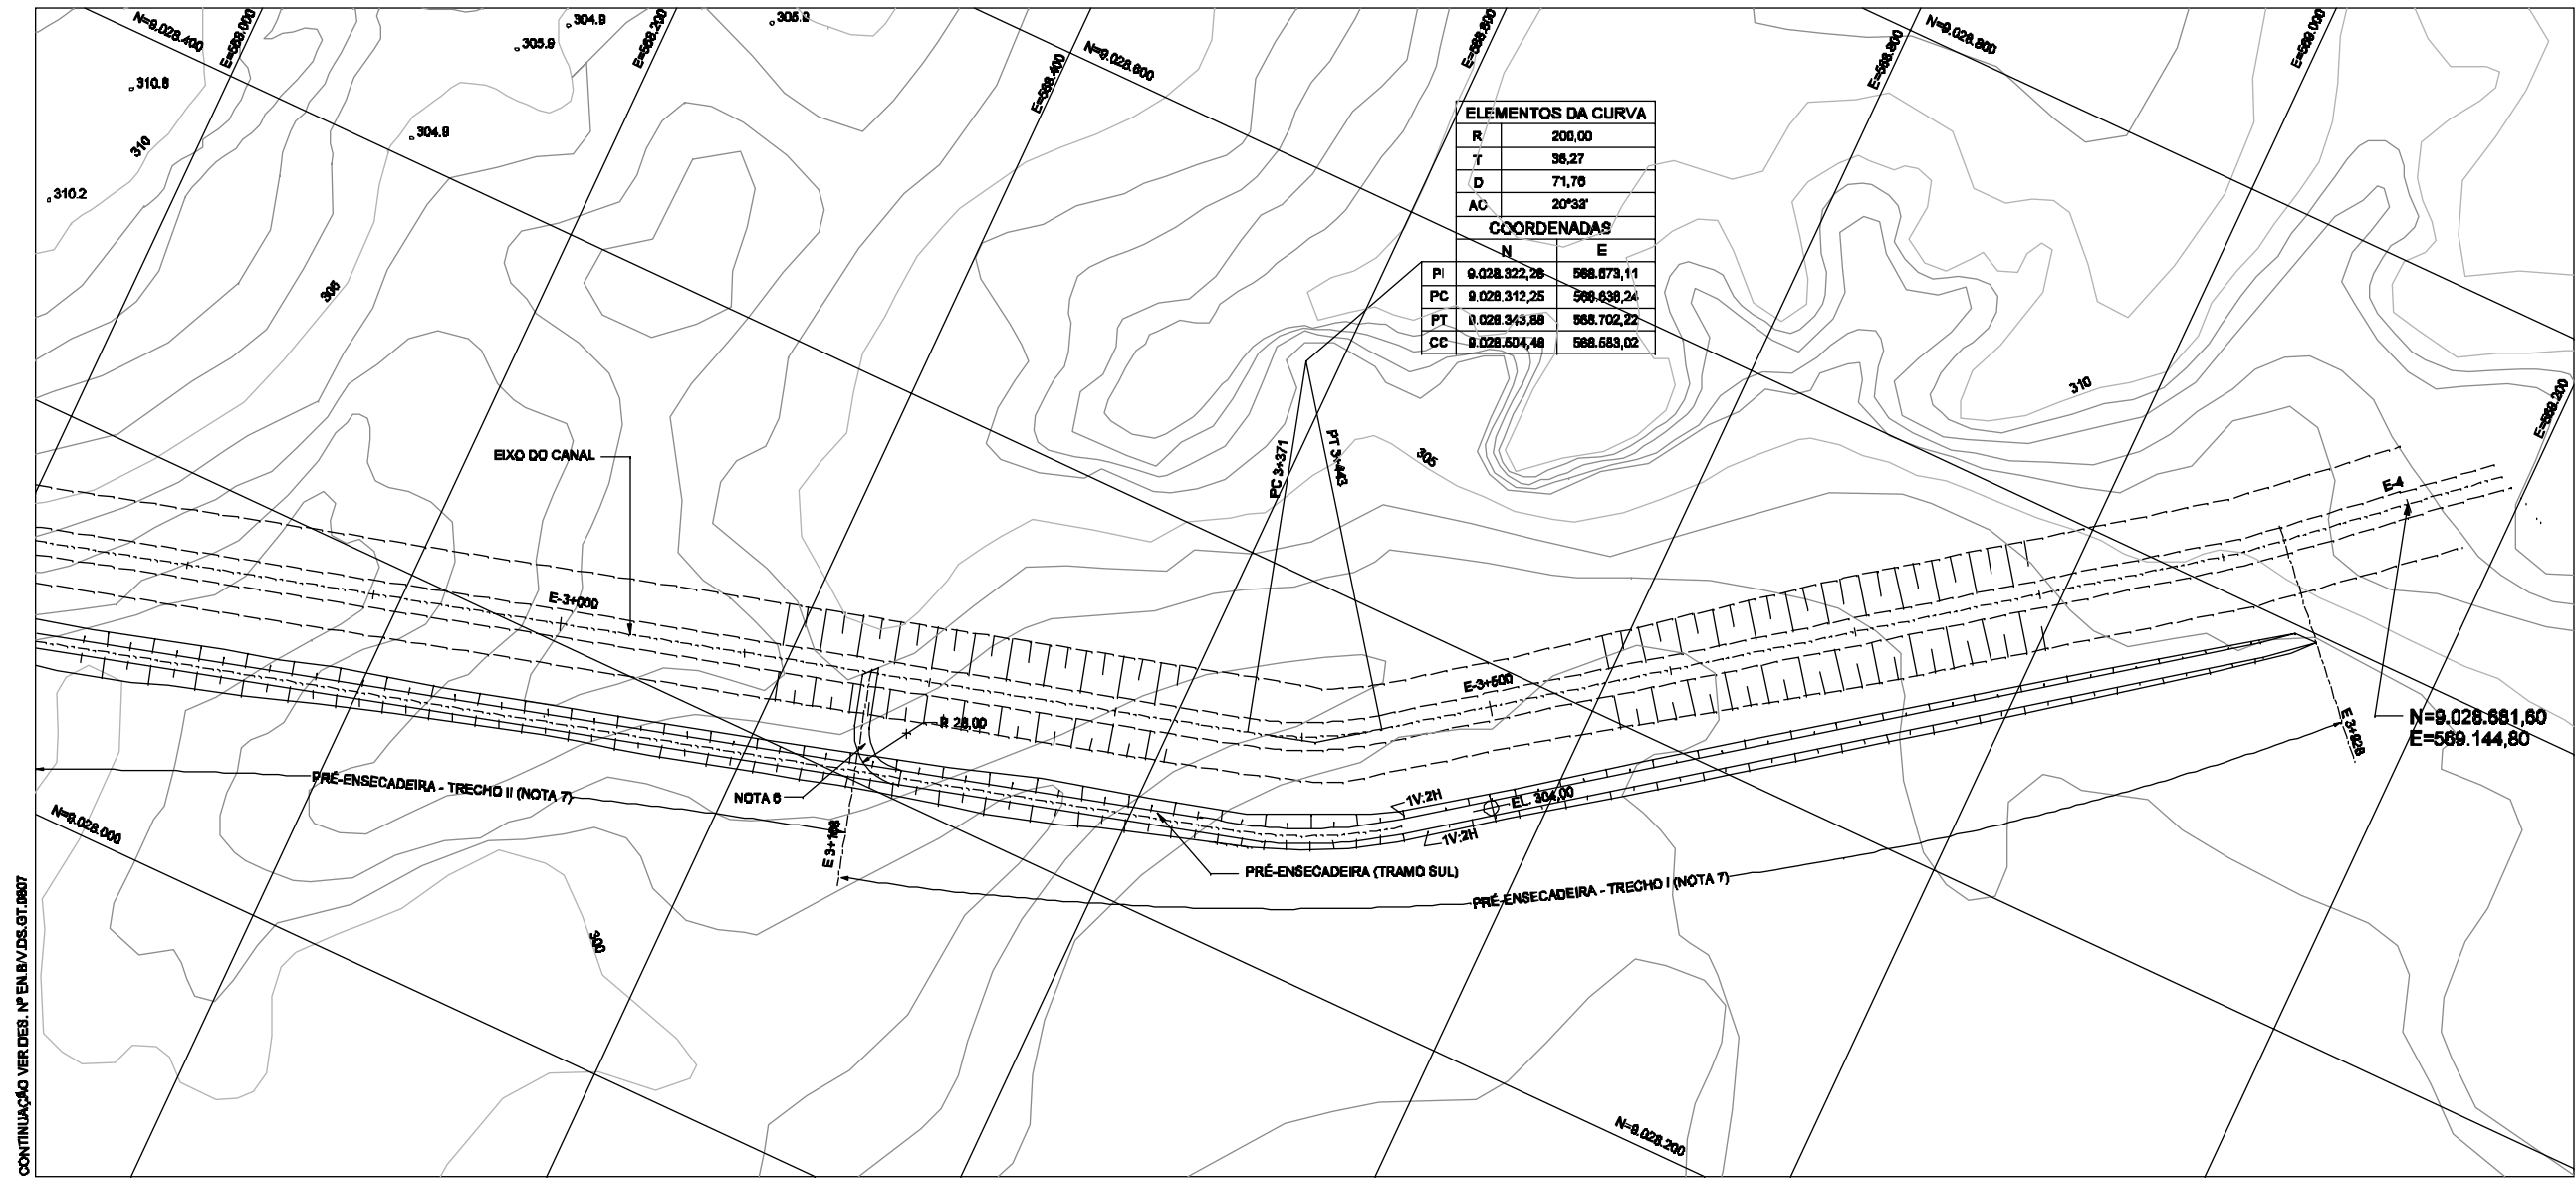 N=9.028.400
E=568.000
304.9
305.9
E=568.200
305.9
E=568.400
N=9.028.600
E=568.600
E=568.800
N=9.028.800
E=569.000
310.8
304.9
310
310.2
305
ELEMENTOS DA CURVA
R 200,00
T 36,27
D 71,76
AC 20°33'
COORDENADAS
N E
PI 9.028.322,26 568.673,11
PC 9.028.312,25 568.638,24
PT 9.028.343,88 568.702,22
CC 9.028.504,48 568.583,02
310
E=569.200
EIXO DO CANAL
PC 3+371
PT 3+443
305
E-4
E-3+000
E-3+500
R 28,00
N=9.028.681,60
E=569.144,80
E 3+926
PRÉ-ENSECADEIRA - TRECHO II (NOTA 7)
NOTA 6
1V:2H
EL. 304,00
1V:2H
N=9.028.000
E 3+168
PRÉ-ENSECADEIRA (TRAMO SUL)
PRÉ-ENSECADEIRA - TRECHO I (NOTA 7)
300
N=9.028.200
CONTINUAÇÃO VER DES. Nº EN.B/V.DS.GT.0807